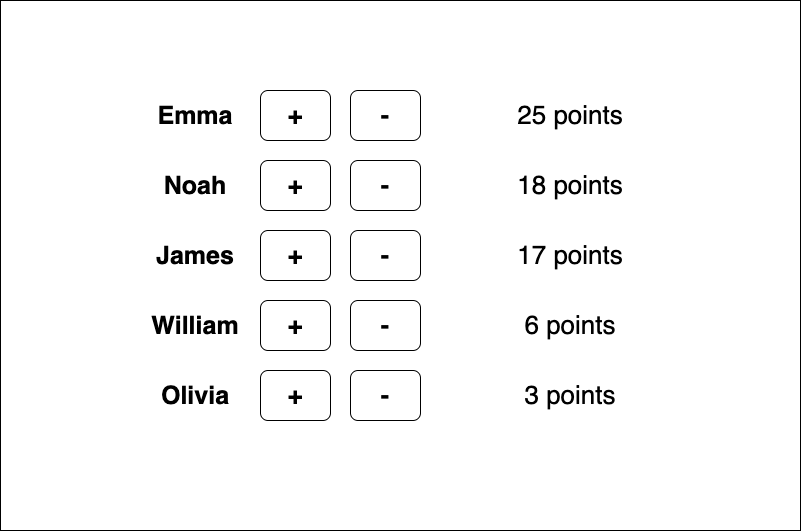 Emma + - 25 points
Noah + - 18 points
James + - 17 points
William + - 6 points
Olivia + - 3 points